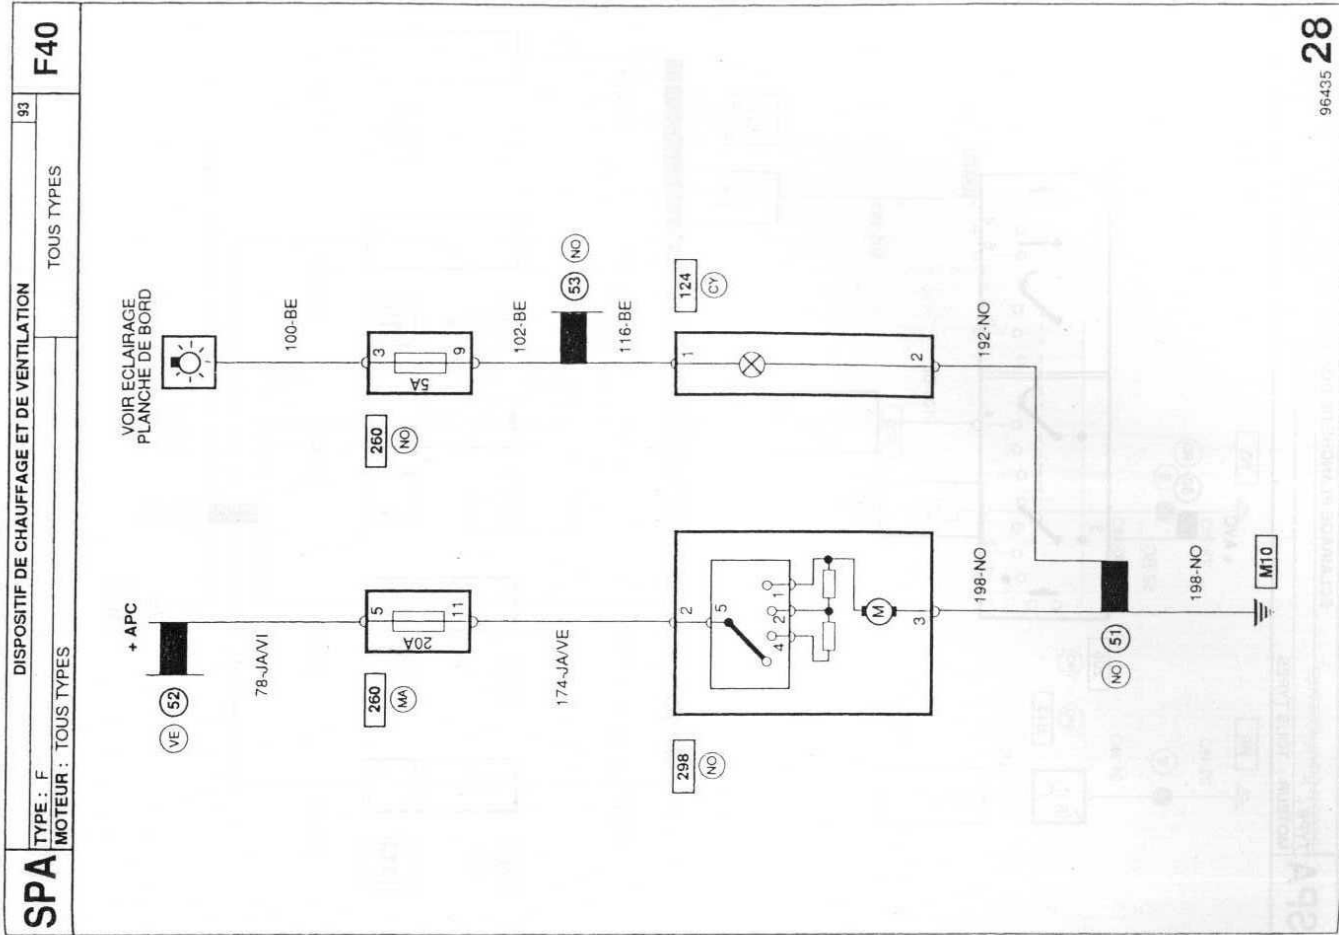 SPA
DISPOSITIF DE CHAUFFAGE ET DE VENTILATION
93
F40
TYPE : F
MOTEUR : TOUS TYPES
TOUS TYPES
+ APC
VOIR ECLAIRAGE
PLANCHE DE BORD
VE 52
78-JA/VI
100-BE
260
MA
5
20A
11
260
NO
3
5A
9
174-JA/VE
102-BE
53 NO
116-BE
298
NO
2
5
4
2
1
M
3
124
CY
1
2
198-NO
192-NO
NO 51
198-NO
M10
96435 28